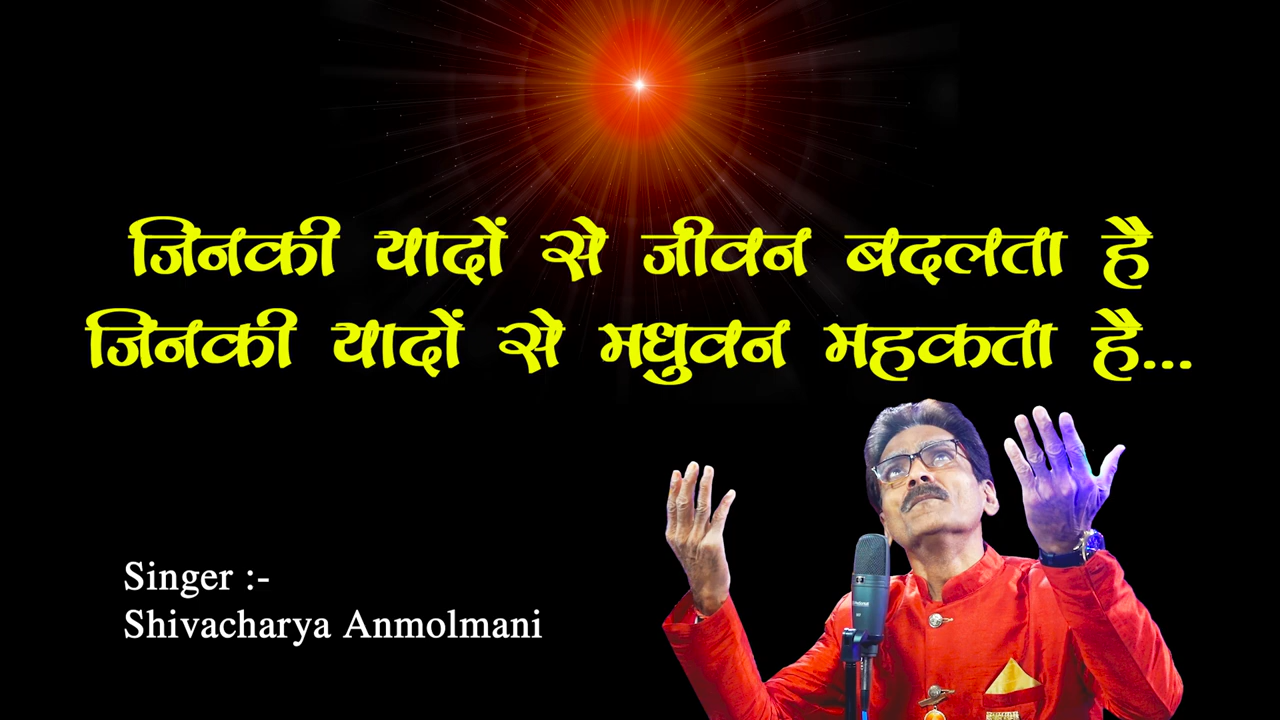 जिनकी यादों से जीवन बदलता है
जिनकी यादों से मधुवन महकता है...
Singer :-
Shivacharya Anmolmani